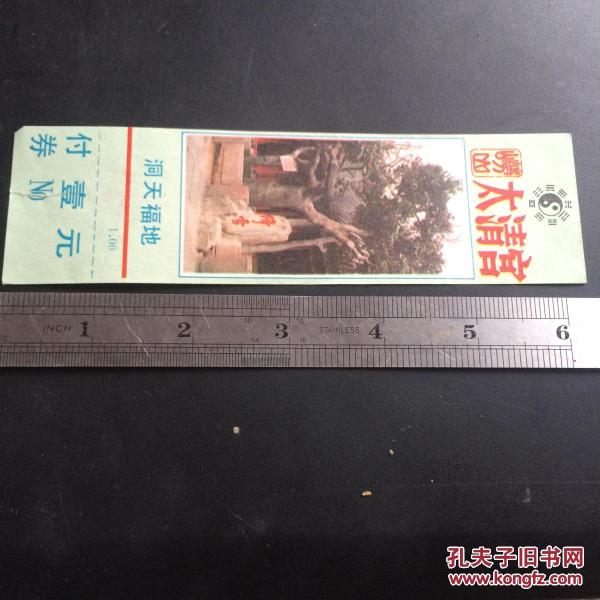 崂山
太清宫
洞天福地
1.00
付券
壹元
№
INCH 1 2 3 STAINLESS 4 5 6
孔夫子旧书网
www.kongfz.com